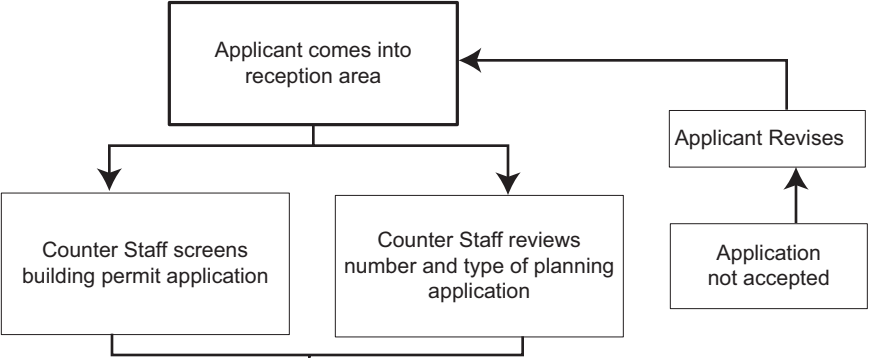 Applicant comes into
reception area
Applicant Revises
Counter Staff screens
building permit application
Counter Staff reviews
number and type of planning
application
Application
not accepted